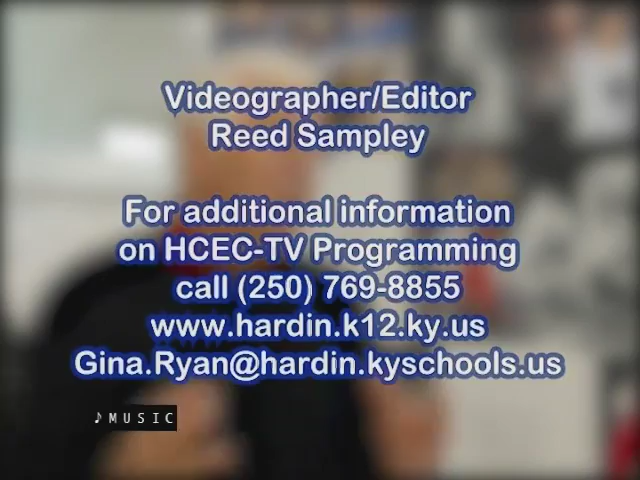 Videographer/Editor
Reed Sampley
For additional information
on HCEC-TV Programming
call (250) 769-8855
www.hardin.k12.ky.us
Gina.Ryan@hardin.kyschools.us
♪MUSIC